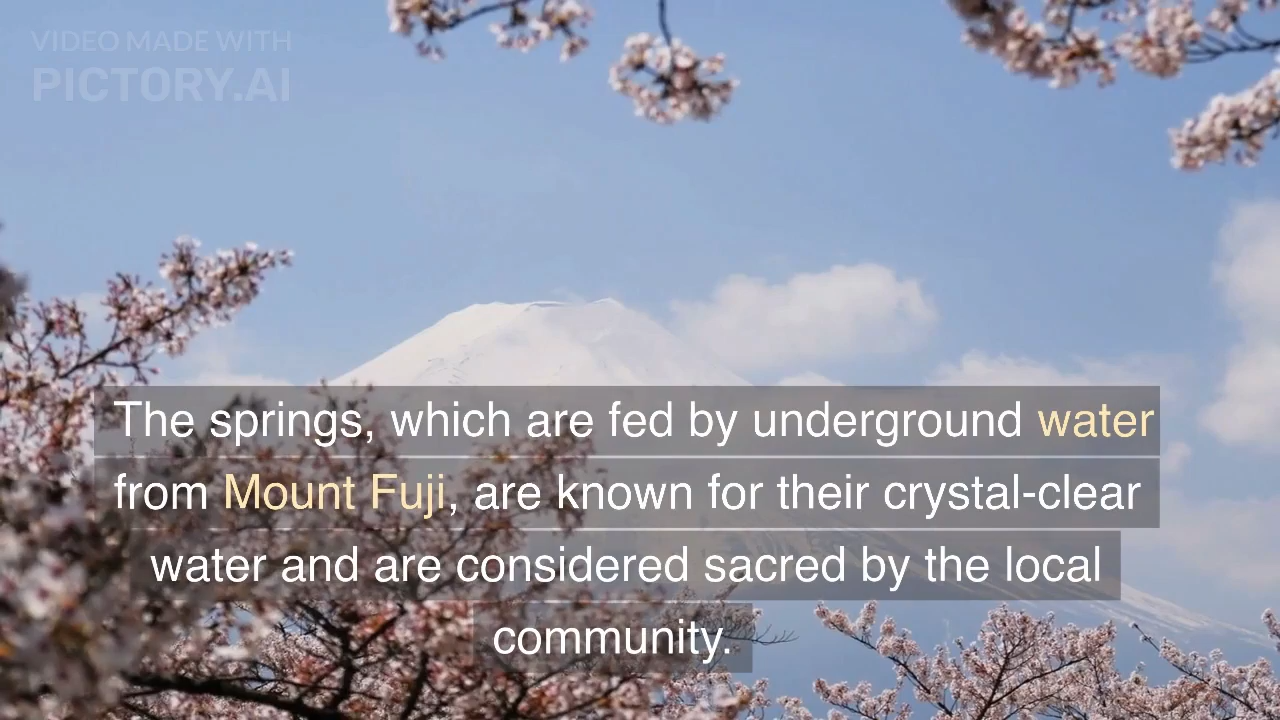 VIDEO MADE WITH
PICTORY.AI
The springs, which are fed by underground water
from Mount Fuji, are known for their crystal-clear
water and are considered sacred by the local
community.